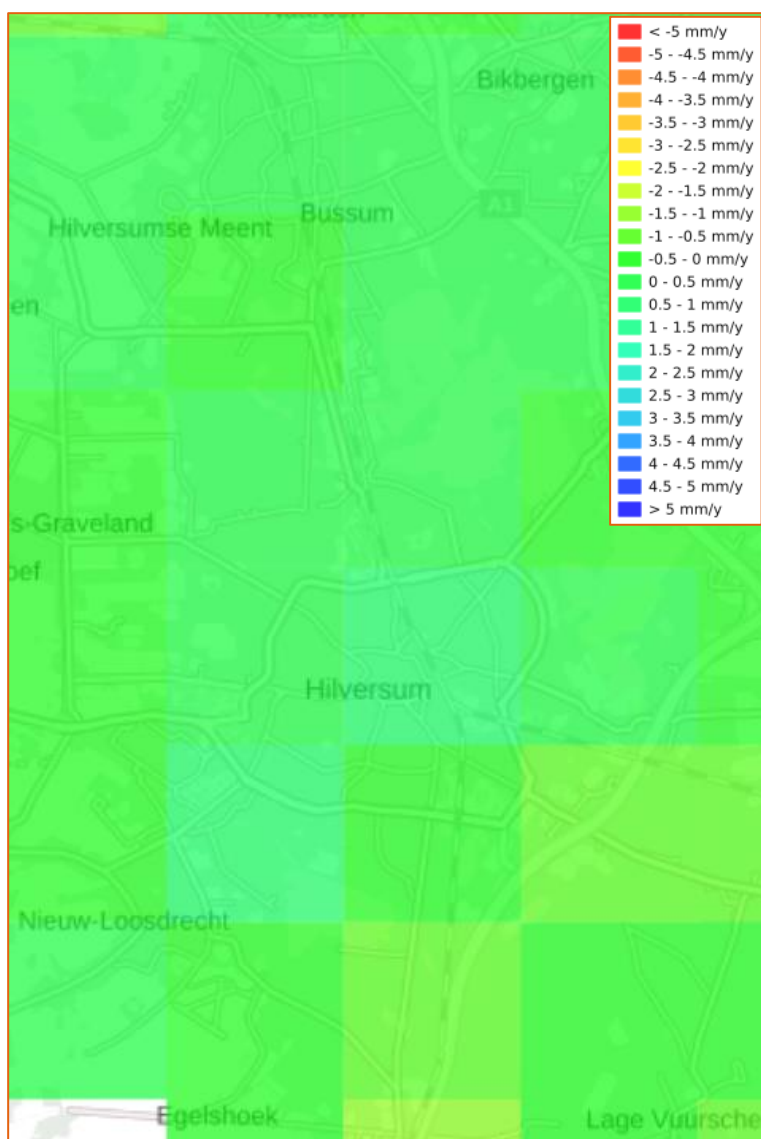 Naarden
Bikbergen
Bussum
A1
Hilversumse Meent
en
s-Graveland
oef
Hilversum
Nieuw-Loosdrecht
Egelshoek
Lage Vuursche
< -5 mm/y
-5 - -4.5 mm/y
-4.5 - -4 mm/y
-4 - -3.5 mm/y
-3.5 - -3 mm/y
-3 - -2.5 mm/y
-2.5 - -2 mm/y
-2 - -1.5 mm/y
-1.5 - -1 mm/y
-1 - -0.5 mm/y
-0.5 - 0 mm/y
0 - 0.5 mm/y
0.5 - 1 mm/y
1 - 1.5 mm/y
1.5 - 2 mm/y
2 - 2.5 mm/y
2.5 - 3 mm/y
3 - 3.5 mm/y
3.5 - 4 mm/y
4 - 4.5 mm/y
4.5 - 5 mm/y
> 5 mm/y